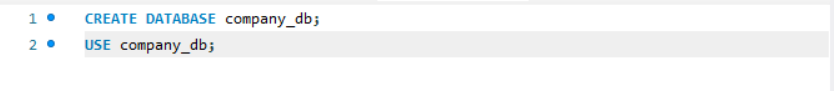 1 CREATE DATABASE company_db;
2 USE company_db;